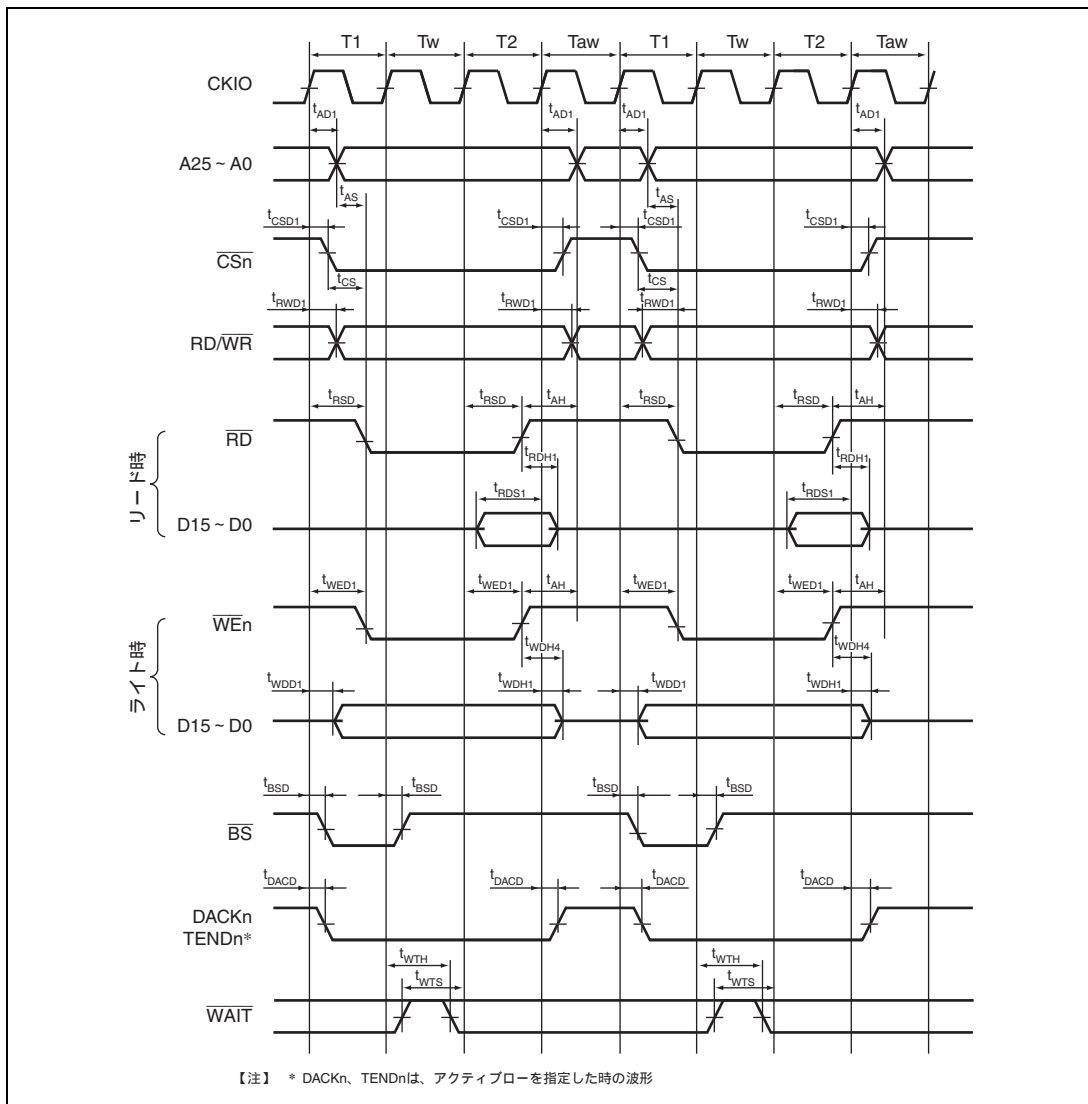 T1 Tw T2 Taw T1 Tw T2 Taw
CKIO
tAD1 tAD1 tAD1 tAD1
A25 ~ A0
tAS tAS
tCSD1 tCSD1 tCSD1 tCSD1
CSn
tCS tCS
tRWD1 tRWD1 tRWD1 tRWD1
RD/WR
tRSD tRSD tAH tRSD tRSD tAH
RD
tRDH1 tRDH1
リード時
tRDS1 tRDS1
D15 ~ D0
tWED1 tWED1 tAH tWED1 tWED1 tAH
WEn
tWDH4 tWDH4
ライト時
tWDD1 tWDH1 tWDD1 tWDH1
D15 ~ D0
tBSD tBSD tBSD tBSD
BS
tDACD tDACD tDACD tDACD
DACKn
TENDn*
tWTH tWTH
tWTS tWTS
WAIT
【注】 * DACKn、TENDnは、アクティブローを指定した時の波形